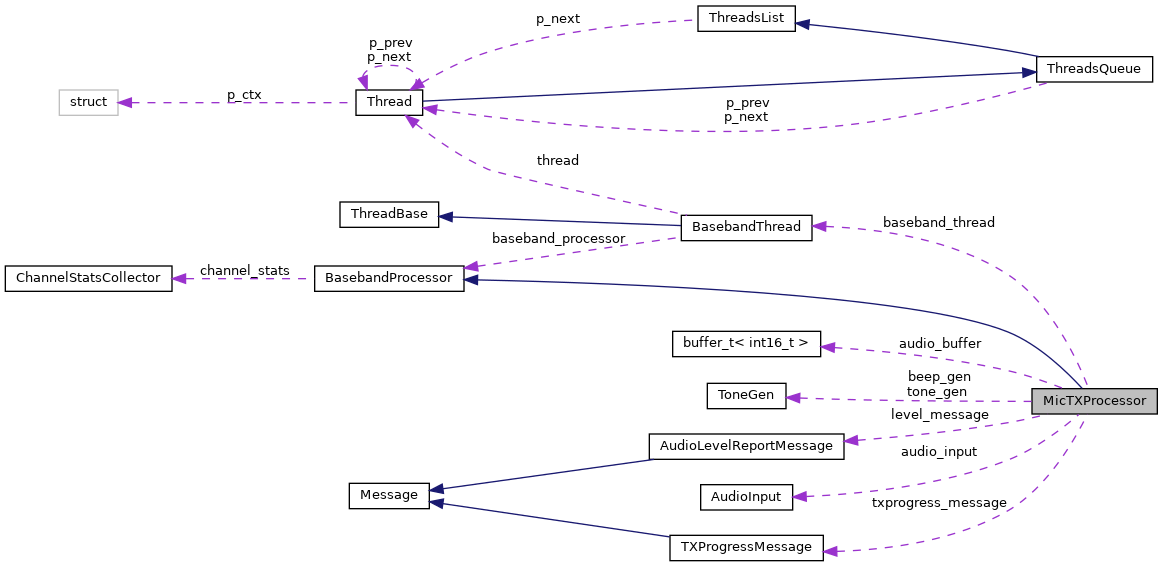 ThreadsList
p_next
p_prev
p_next
ThreadsQueue
struct
p_ctx
Thread
p_prev
p_next
thread
ThreadBase
BasebandThread
baseband_thread
baseband_processor
ChannelStatsCollector
channel_stats
BasebandProcessor
buffer_t< int16_t >
audio_buffer
beep_gen
tone_gen
ToneGen
MicTXProcessor
level_message
AudioLevelReportMessage
audio_input
Message
AudioInput
txprogress_message
TXProgressMessage